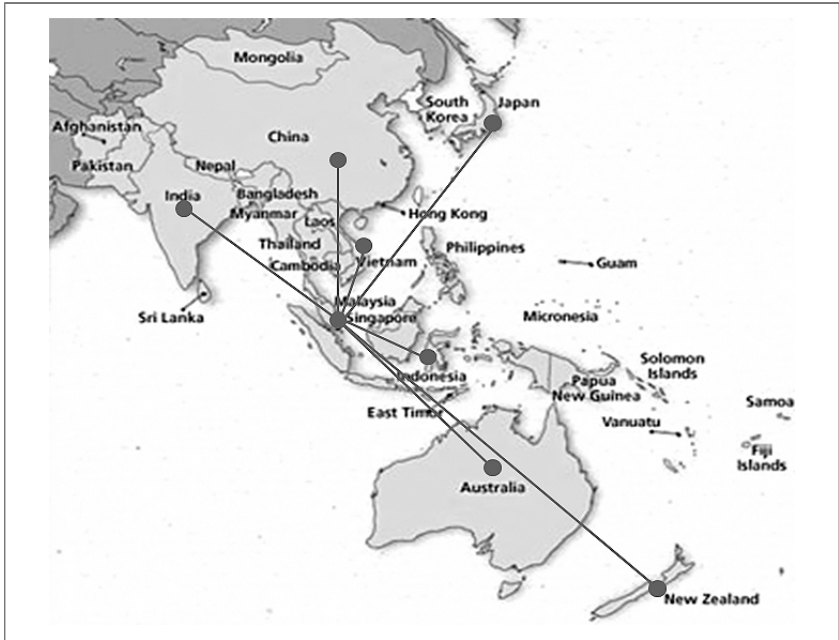 Mongolia
South
Korea
Japan
Afghanistan
China
Pakistan
Nepal
India
Bangladesh
Myanmar
Laos
Hong Kong
Thailand
Vietnam
Philippines
Cambodia
Guam
Malaysia
Sri Lanka
Singapore
Micronesia
Solomon
Islands
Indonesia
Papua
New Guinea
East Timor
Samoa
Vanuatu
Fiji
Islands
Australia
New Zealand